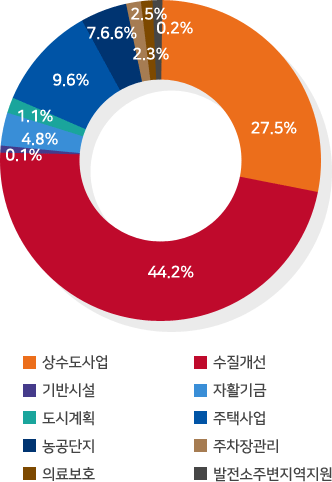 2.5%
0.2%
7.6.6%
2.3%
9.6%
1.1%
4.8%
0.1%
27.5%
44.2%
상수도사업 수질개선
기반시설 자활기금
도시계획 주택사업
농공단지 주차장관리
의료보호 발전소주변지역지원